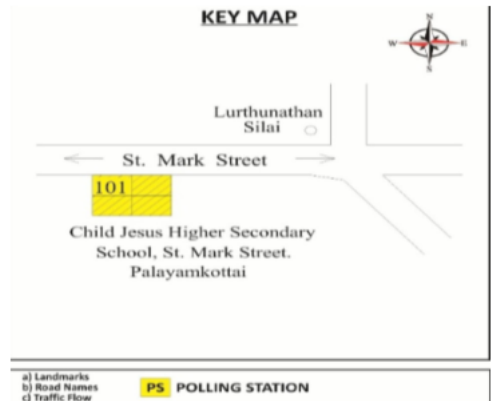 KEY MAP
N
W E
S
Lurthunathan
Silai
St. Mark Street
101
Child Jesus Higher Secondary
School, St. Mark Street.
Palayamkottai
a) Landmarks
b) Road Names
c) Traffic Flow
PS POLLING STATION